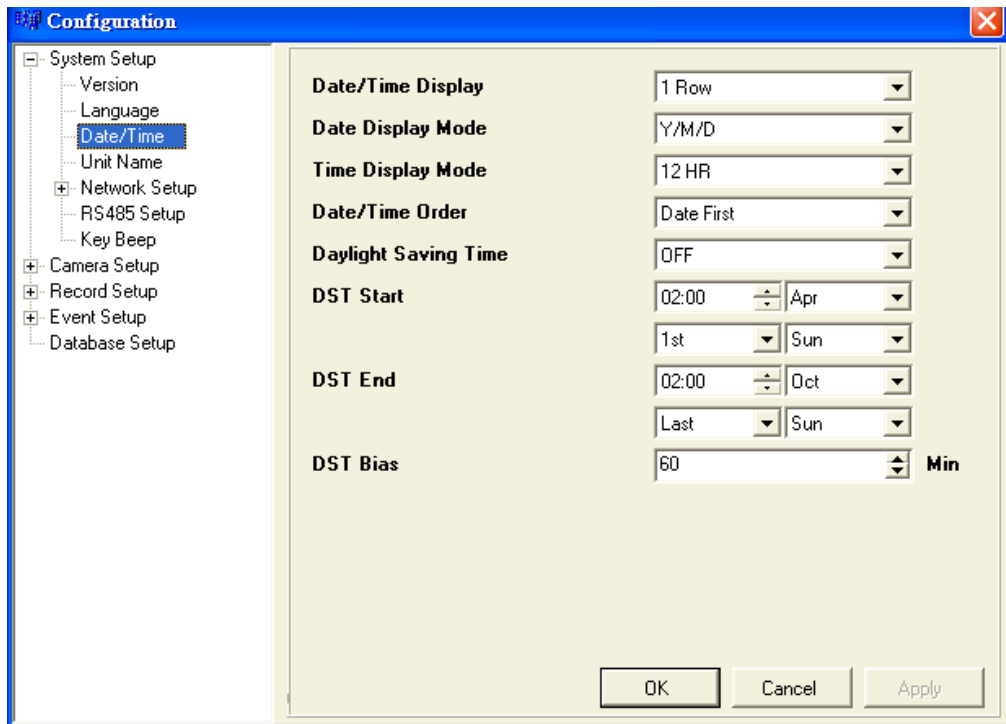 Configuration
System Setup
Version
Language
Date/Time
Unit Name
Network Setup
RS485 Setup
Key Beep
Camera Setup
Record Setup
Event Setup
Database Setup
Date/Time Display 1 Row
Date Display Mode Y/M/D
Time Display Mode 12 HR
Date/Time Order Date First
Daylight Saving Time OFF
DST Start 02:00 Apr
1st Sun
DST End 02:00 Oct
Last Sun
DST Bias 60 Min
OK Cancel Apply